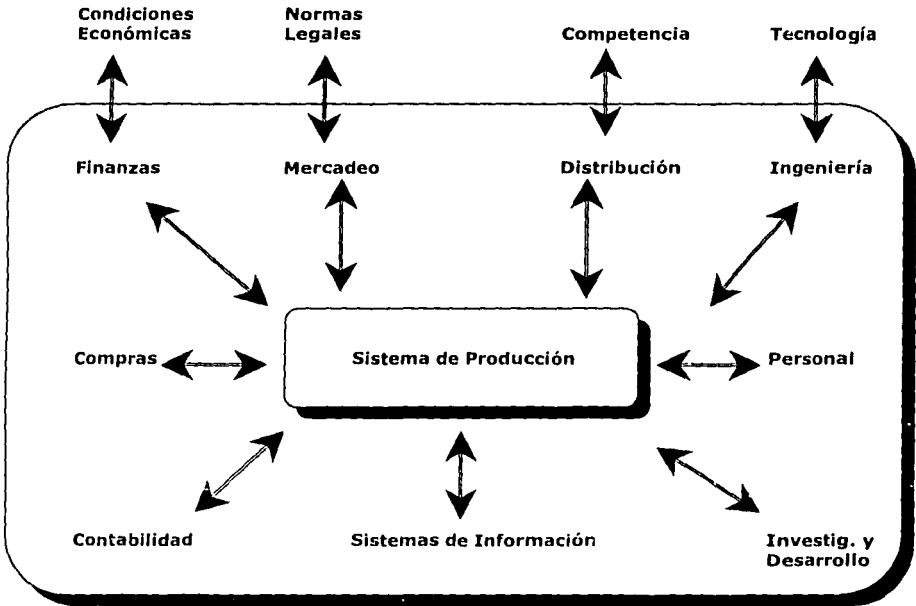 Condiciones
Económicas
Normas
Legales
Competencia
Tecnología
Finanzas
Mercadeo
Distribución
Ingeniería
Compras
Sistema de Producción
Personal
Contabilidad
Sistemas de Información
Investig. y
Desarrollo